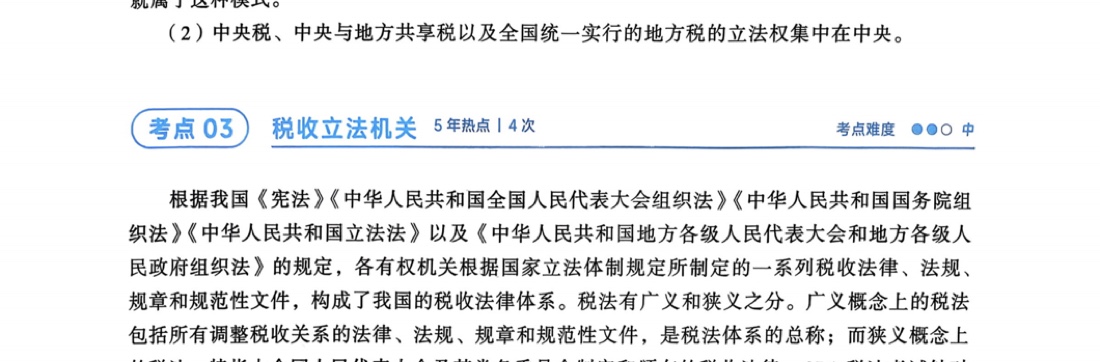 就属于这种模式。
（2）中央税、中央与地方共享税以及全国统一实行的地方税的立法权集中在中央。
考点 03 税收立法机关 5 年热点丨4 次 考点难度 中
根据我国《宪法》《中华人民共和国全国人民代表大会组织法》《中华人民共和国国务院组
织法》《中华人民共和国立法法》以及《中华人民共和国地方各级人民代表大会和地方各级人
民政府组织法》的规定，各有权机关根据国家立法体制规定所制定的一系列税收法律、法规、
规章和规范性文件，构成了我国的税收法律体系。税法有广义和狭义之分。广义概念上的税法
包括所有调整税收关系的法律、法规、规章和规范性文件，是税法体系的总称；而狭义概念上